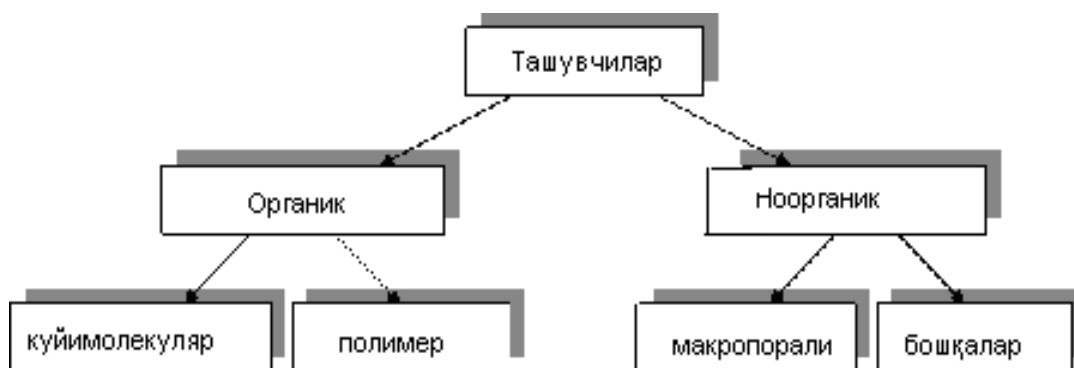 Ташувчилар
Органик
Ноорганик
куйимолекуляр
полимер
макропорали
бошқалар